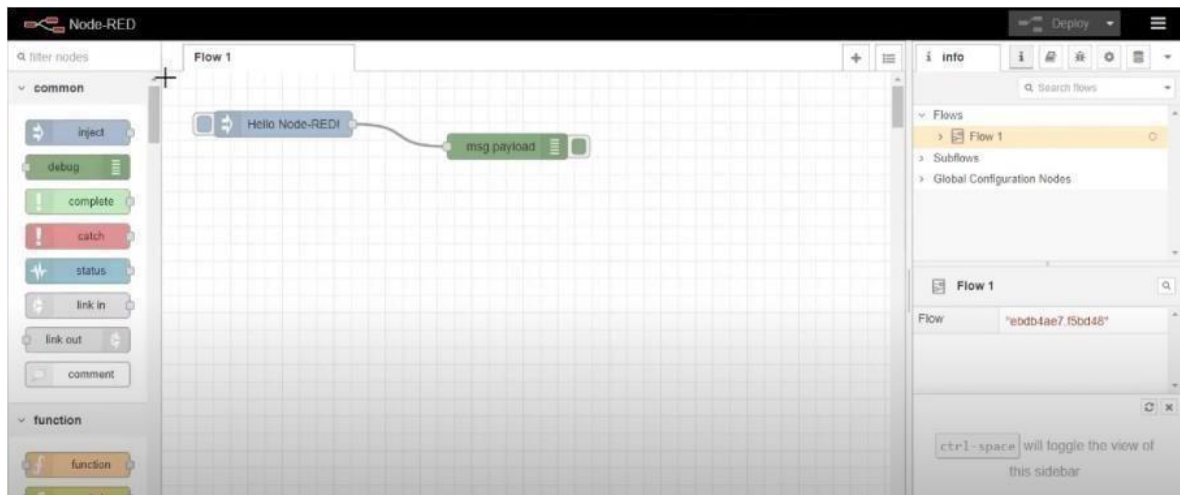 Node-RED
Deploy
filter nodes
Flow 1
i info
i
Search flows
common
inject
debug
complete
catch
status
link in
link out
comment
function
function
Hello Node-RED!
msg.payload
Flows
Flow 1
Subflows
Global Configuration Nodes
Flow 1
Flow
"ebdb4ae7.f5bd48"
ctrl-space will toggle the view of
this sidebar